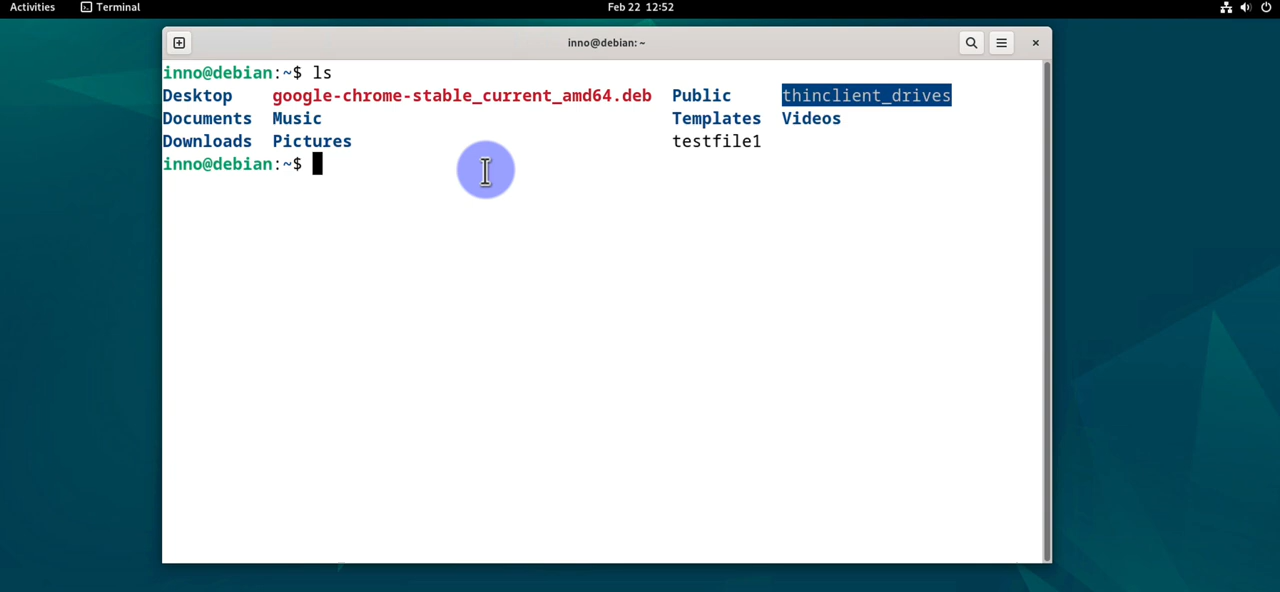 Activities Terminal Feb 22 12:52
inno@debian: ~
inno@debian:~$ ls
Desktop google-chrome-stable_current_amd64.deb Public thinclient_drives
Documents Music Templates Videos
Downloads Pictures testfile1
inno@debian:~$